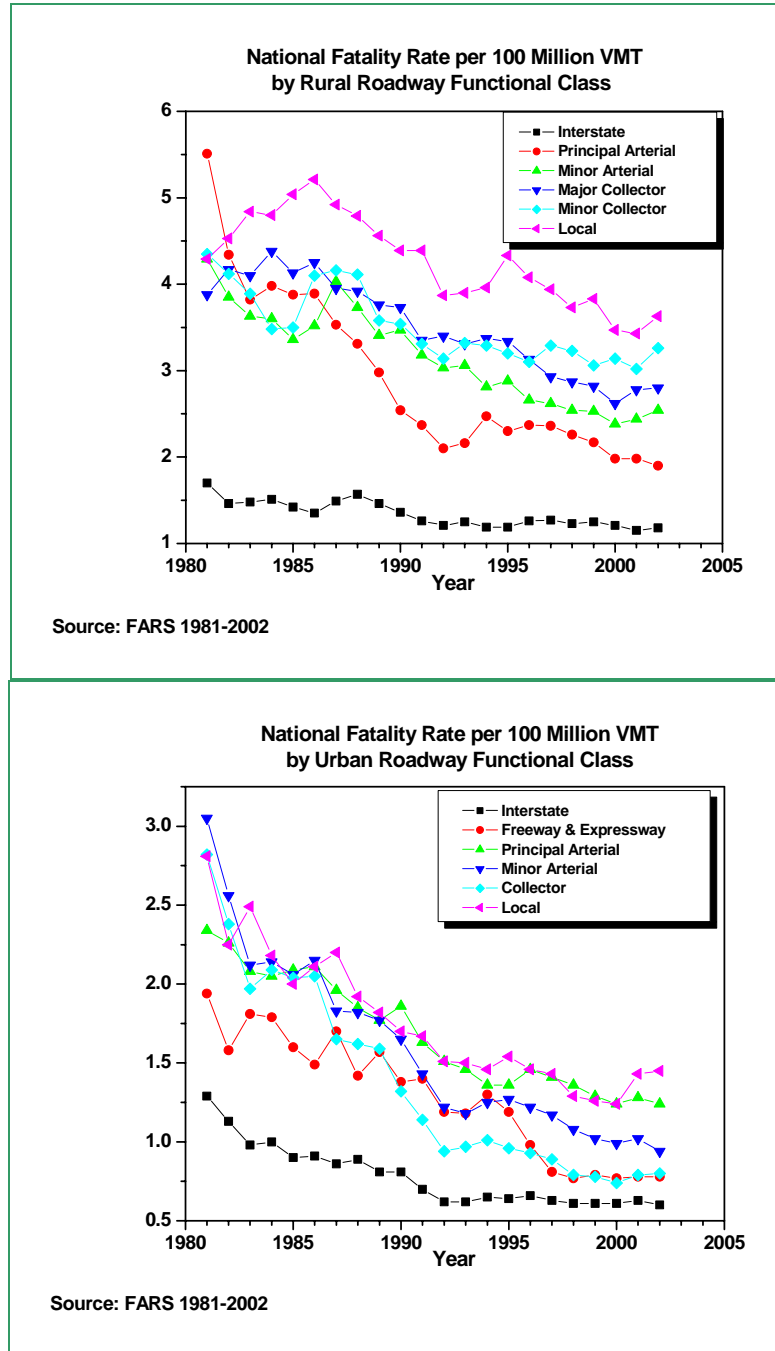 National Fatality Rate per 100 Million VMT
by Rural Roadway Functional Class
6
5
4
3
2
1
Interstate
Principal Arterial
Minor Arterial
Major Collector
Minor Collector
Local
1980 1985 1990 1995 2000 2005
Year
Source: FARS 1981-2002
National Fatality Rate per 100 Million VMT
by Urban Roadway Functional Class
3.0
2.5
2.0
1.5
1.0
0.5
Interstate
Freeway & Expressway
Principal Arterial
Minor Arterial
Collector
Local
1980 1985 1990 1995 2000 2005
Year
Source: FARS 1981-2002